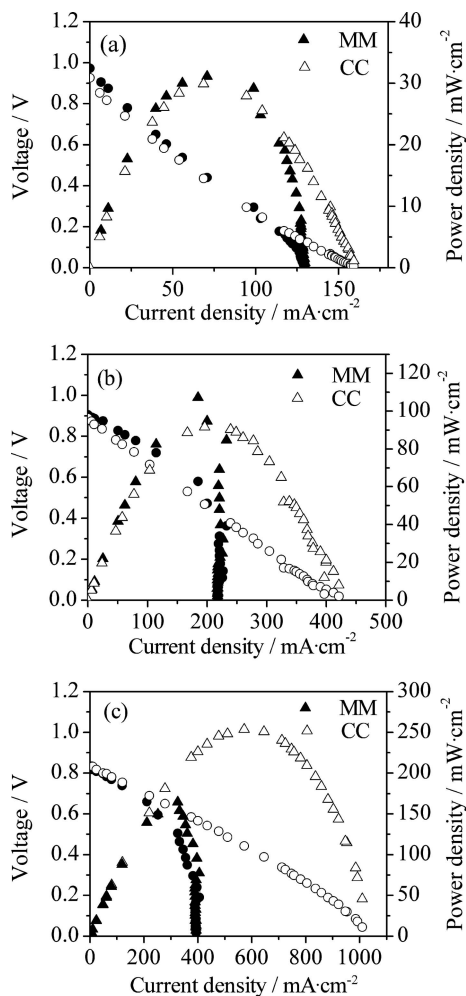 (a)
MM
CC
Voltage / V
1.2
1.0
0.8
0.6
0.4
0.2
0.0
Power density / mW·cm-2
40
30
20
10
0
0 50 100 150
Current density / mA·cm-2
(b)
MM
CC
Voltage / V
1.2
1.0
0.8
0.6
0.4
0.2
0.0
Power density / mW·cm-2
120
100
80
60
40
20
0
0 100 200 300 400 500
Current density / mA·cm-2
(c)
MM
CC
Voltage / V
1.2
1.0
0.8
0.6
0.4
0.2
0.0
Power density / mW·cm-2
300
250
200
150
100
50
0
0 200 400 600 800 1000
Current density / mA·cm-2